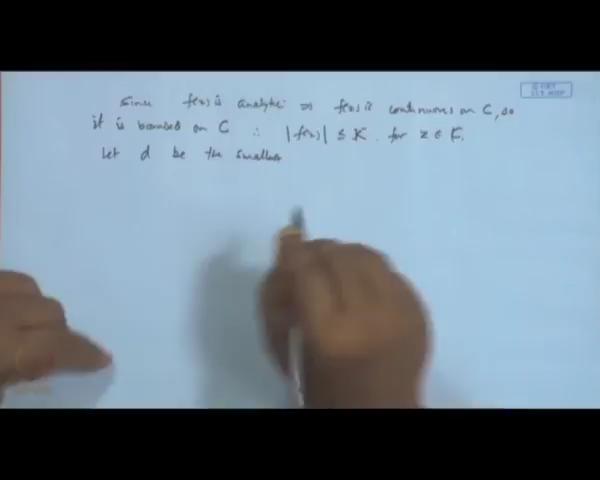 Since f(z) is analytic ⇒ f(z) is continuous on C, so
it is bounded on C ∴ |f(z)| ≤ K. for z ∈ C.
Let d be the smallest